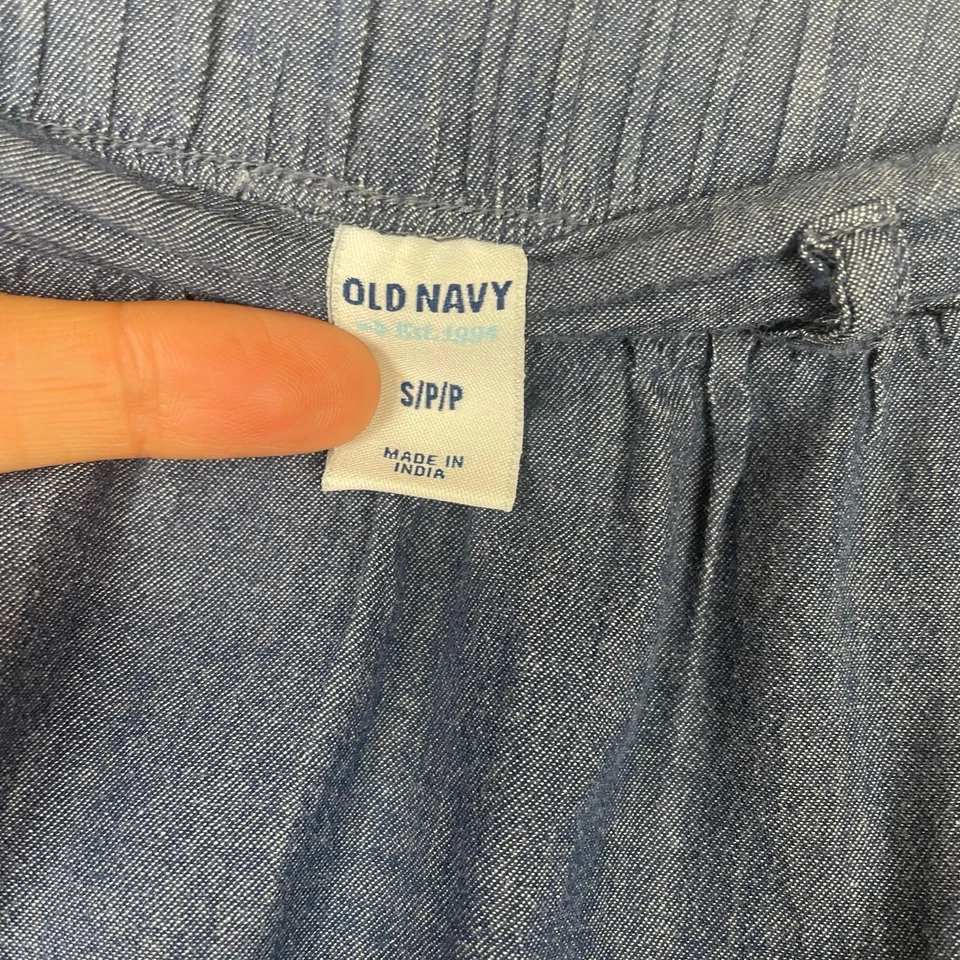 OLD NAVY
Est. 1994
S/P/P
MADE IN
INDIA